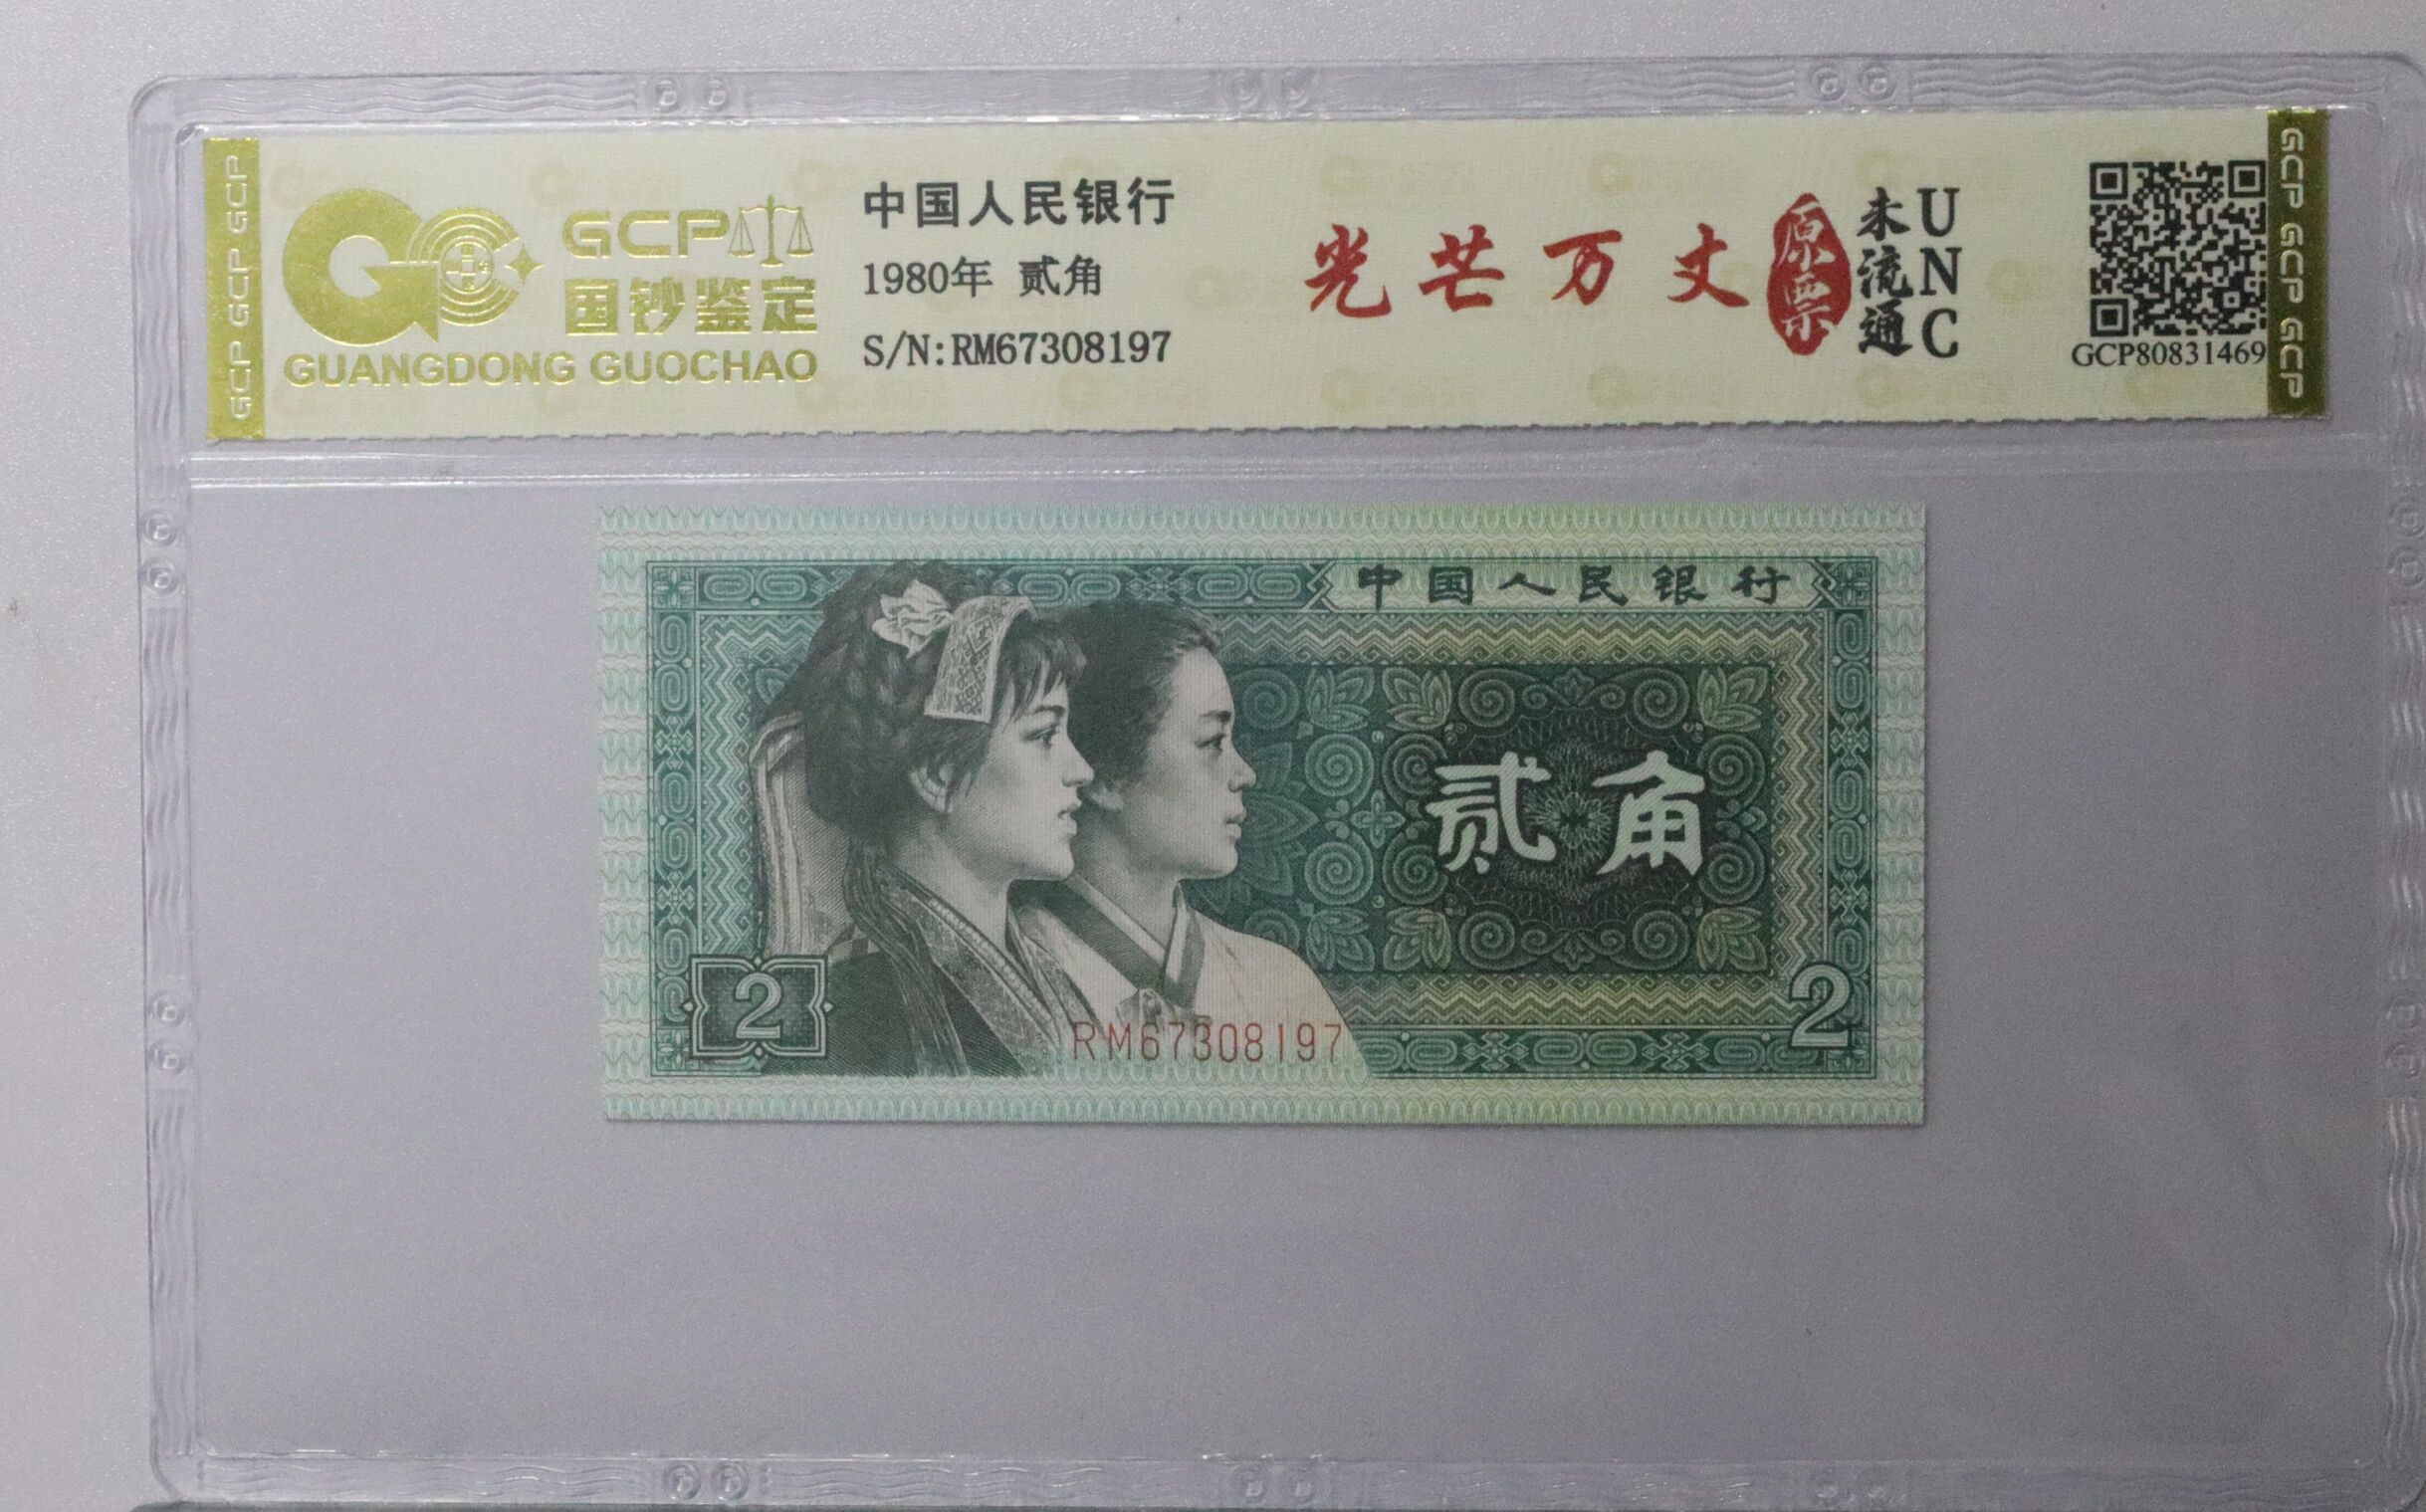 GCP GCP GCP
GCP
国钞鉴定
GUANGDONG GUOCHAO
中国人民银行
1980年 贰角
S/N:RM67308197
光芒万丈
原票
未流通
UNC
GCP80831469
GCP GCP GCP
中国人民银行
贰角
2
RM67308197
2